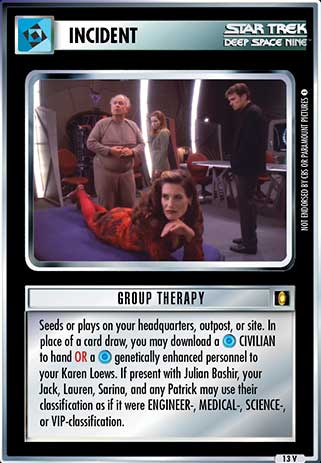 INCIDENT
STAR TREK
DEEP SPACE NINE
NOT ENDORSED BY CBS OR PARAMOUNT PICTURES
GROUP THERAPY
Seeds or plays on your headquarters, outpost, or site. In
place of a card draw, you may download a CIVILIAN
to hand OR a genetically enhanced personnel to
your Karen Loews. If present with Julian Bashir, your
Jack, Lauren, Sarina, and any Patrick may use their
classification as if it were ENGINEER-, MEDICAL-, SCIENCE-,
or VIP-classification.
13 V